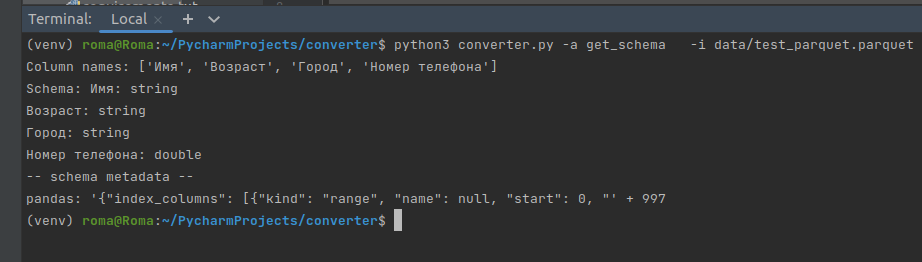 Terminal:
Local × + ∨
(venv) roma@Roma:~/PycharmProjects/converter$ python3 converter.py -a get_schema   -i data/test_parquet.parquet
Column names: ['Имя', 'Возраст', 'Город', 'Номер телефона']
Schema: Имя: string
Возраст: string
Город: string
Номер телефона: double
-- schema metadata --
pandas: '{"index_columns": [{"kind": "range", "name": null, "start": 0, "' + 997
(venv) roma@Roma:~/PycharmProjects/converter$